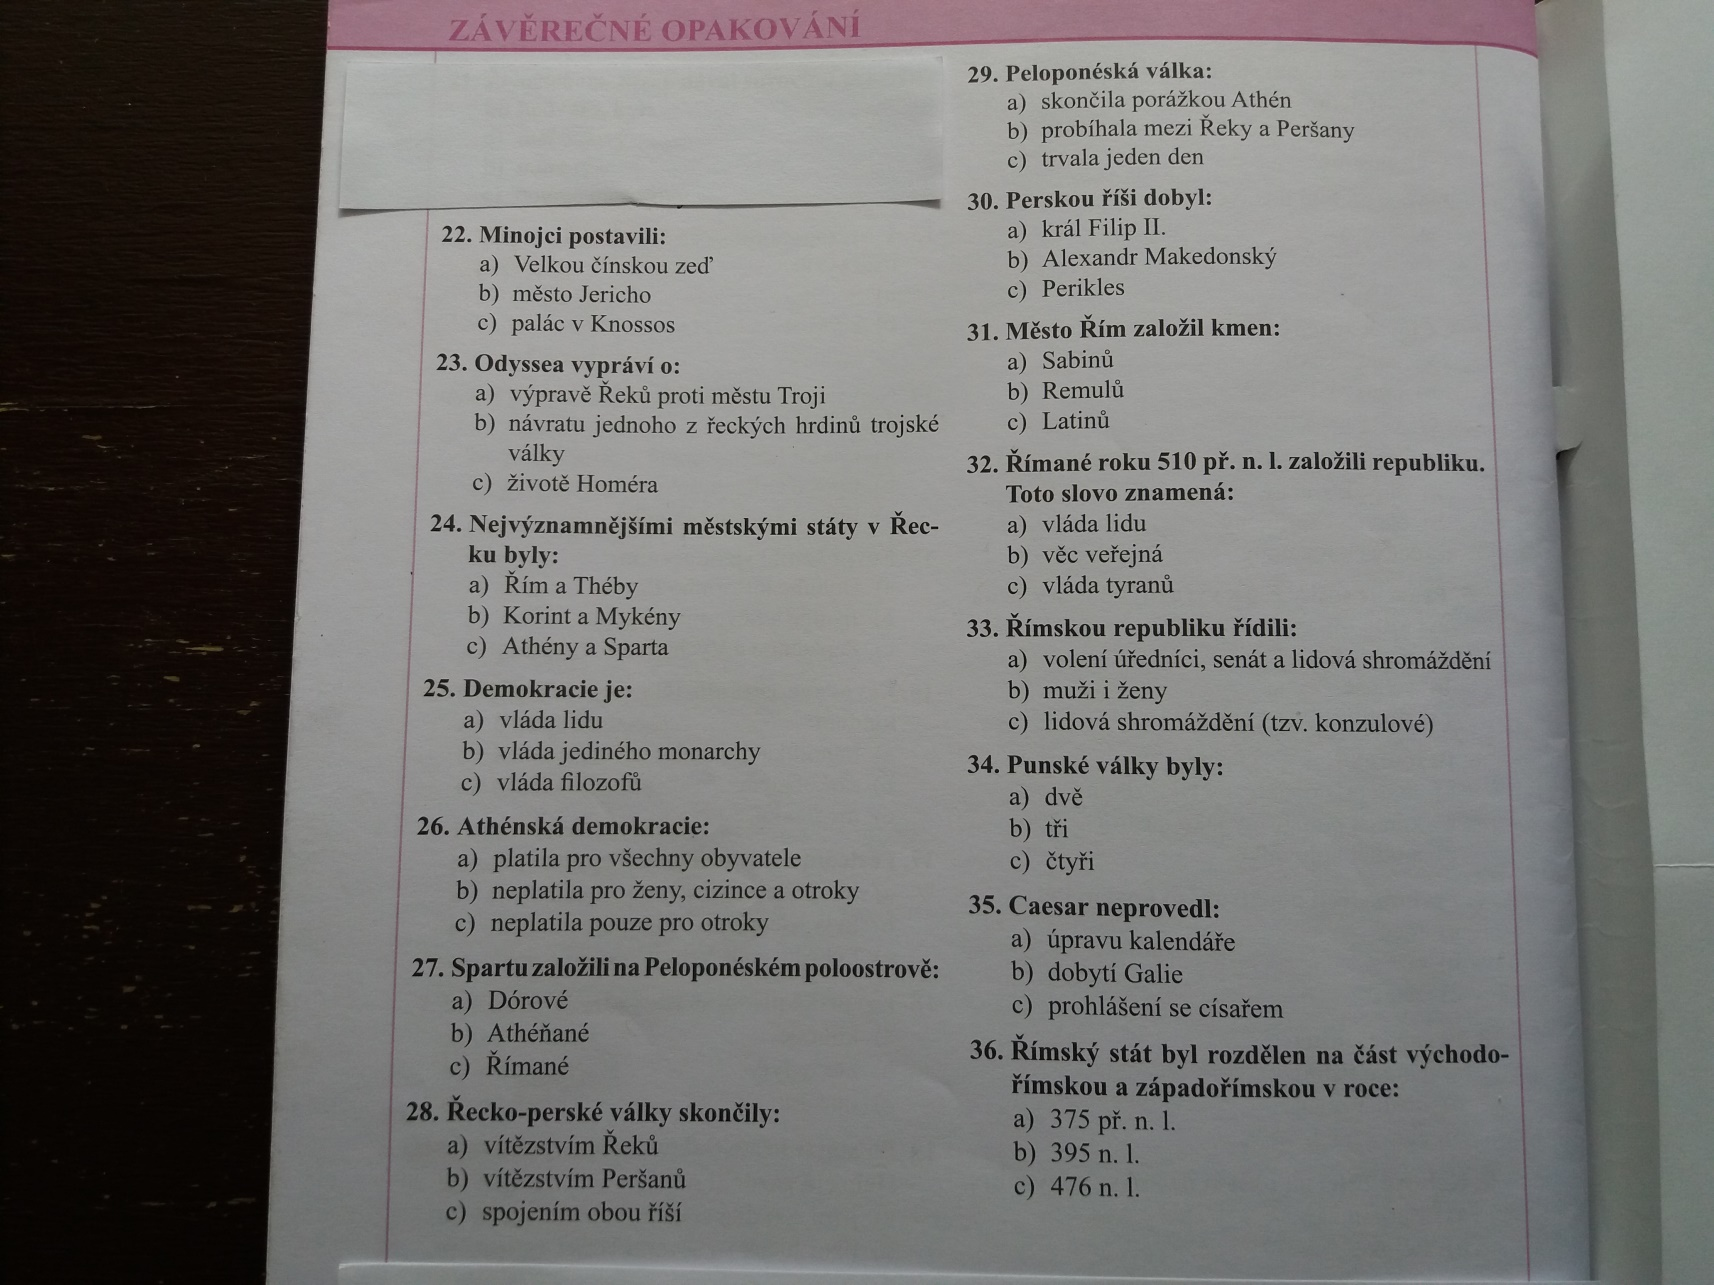 ZÁVĚREČNÉ OPAKOVÁNÍ
22. Minojci postavili:
a) Velkou čínskou zeď
b) město Jericho
c) palác v Knossos
23. Odyssea vypráví o:
a) výpravě Řeků proti městu Troji
b) návratu jednoho z řeckých hrdinů trojské
války
c) životě Homéra
24. Nejvýznamnějšími městskými státy v Řec-
ku byly:
a) Řím a Théby
b) Korint a Mykény
c) Athény a Sparta
25. Demokracie je:
a) vláda lidu
b) vláda jediného monarchy
c) vláda filozofů
26. Athénská demokracie:
a) platila pro všechny obyvatele
b) neplatila pro ženy, cizince a otroky
c) neplatila pouze pro otroky
27. Spartu založili na Peloponéském poloostrově:
a) Dórové
b) Athéňané
c) Římané
28. Řecko-perské války skončily:
a) vítězstvím Řeků
b) vítězstvím Peršanů
c) spojením obou říší
29. Peloponéská válka:
a) skončila porážkou Athén
b) probíhala mezi Řeky a Peršany
c) trvala jeden den
30. Perskou říši dobyl:
a) král Filip II.
b) Alexandr Makedonský
c) Perikles
31. Město Řím založil kmen:
a) Sabinů
b) Remulů
c) Latinů
32. Římané roku 510 př. n. l. založili republiku.
Toto slovo znamená:
a) vláda lidu
b) věc veřejná
c) vláda tyranů
33. Římskou republiku řídili:
a) volení úředníci, senát a lidová shromáždění
b) muži i ženy
c) lidová shromáždění (tzv. konzulové)
34. Punské války byly:
a) dvě
b) tři
c) čtyři
35. Caesar neprovedl:
a) úpravu kalendáře
b) dobytí Galie
c) prohlášení se císařem
36. Římský stát byl rozdělen na část východo-
římskou a západořímskou v roce:
a) 375 př. n. l.
b) 395 n. l.
c) 476 n. l.